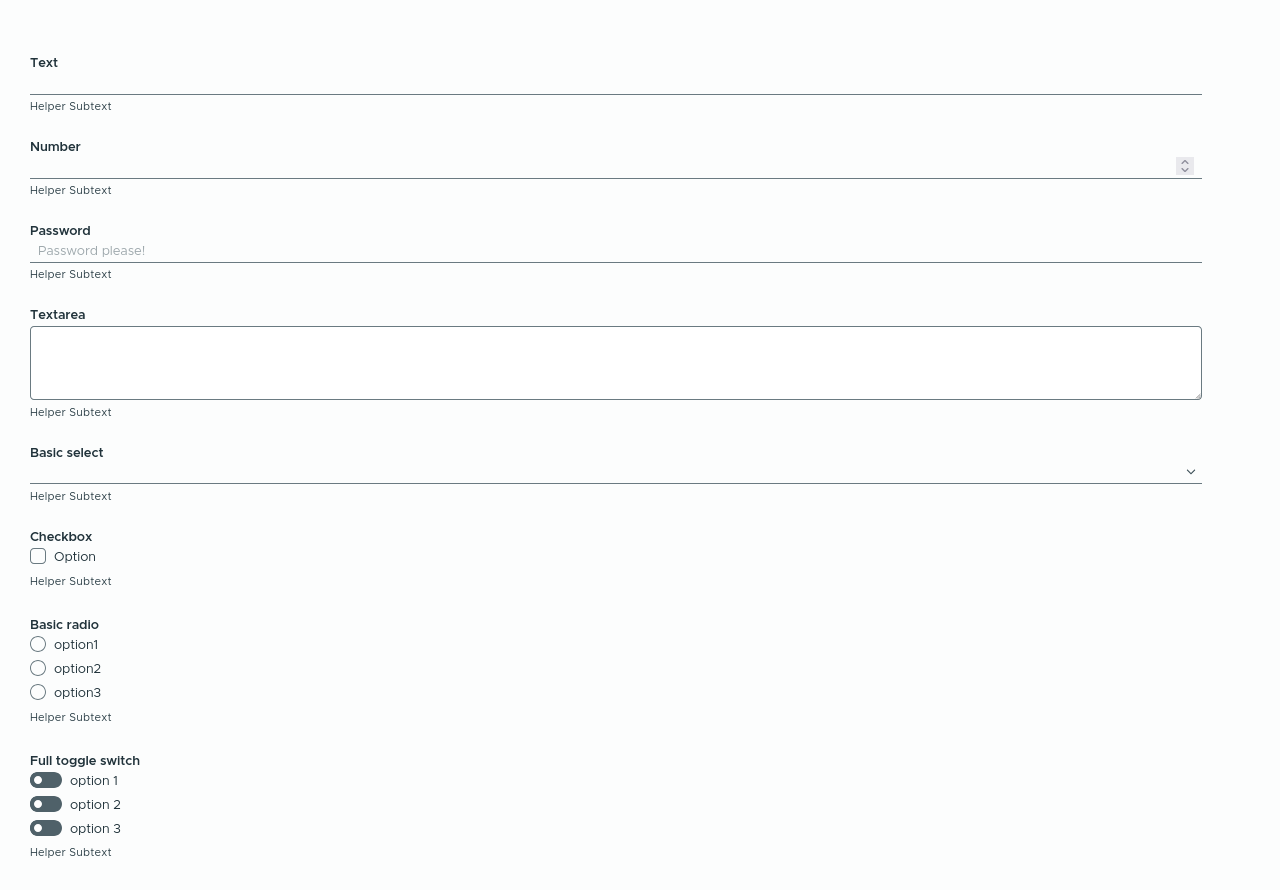 Text
Helper Subtext
Number
Helper Subtext
Password
Password please!
Helper Subtext
Textarea
Helper Subtext
Basic select
Helper Subtext
Checkbox
Option
Helper Subtext
Basic radio
option1
option2
option3
Helper Subtext
Full toggle switch
option 1
option 2
option 3
Helper Subtext